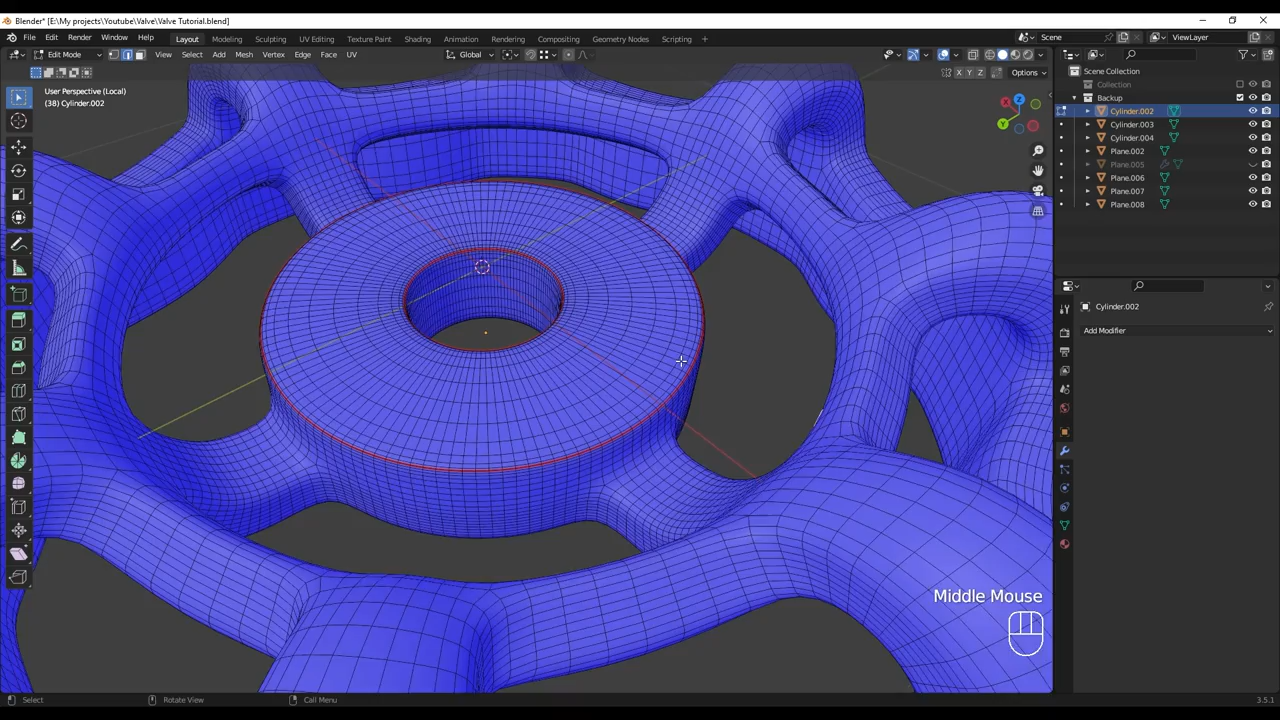 Blender* [E:\My projects\Youtube\Valve\Valve Tutorial.blend]
File Edit Render Window Help Layout Modeling Sculpting UV Editing Texture Paint Shading Animation Rendering Compositing Geometry Nodes Scripting + Scene ViewLayer
Edit Mode View Select Add Mesh Vertex Edge Face UV Global
X Y Z Options
User Perspective (Local)
(38) Cylinder.002
Z
Y
Scene Collection
Collection
Backup
Cylinder.002
Cylinder.003
Cylinder.004
Plane.002
Plane.005
Plane.006
Plane.007
Plane.008
Cylinder.002
Add Modifier
Middle Mouse
Select Rotate View Call Menu 3.5.1